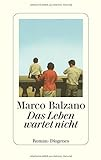 Marco Balzano
Das Leben
wartet nicht
Roman · Diogenes